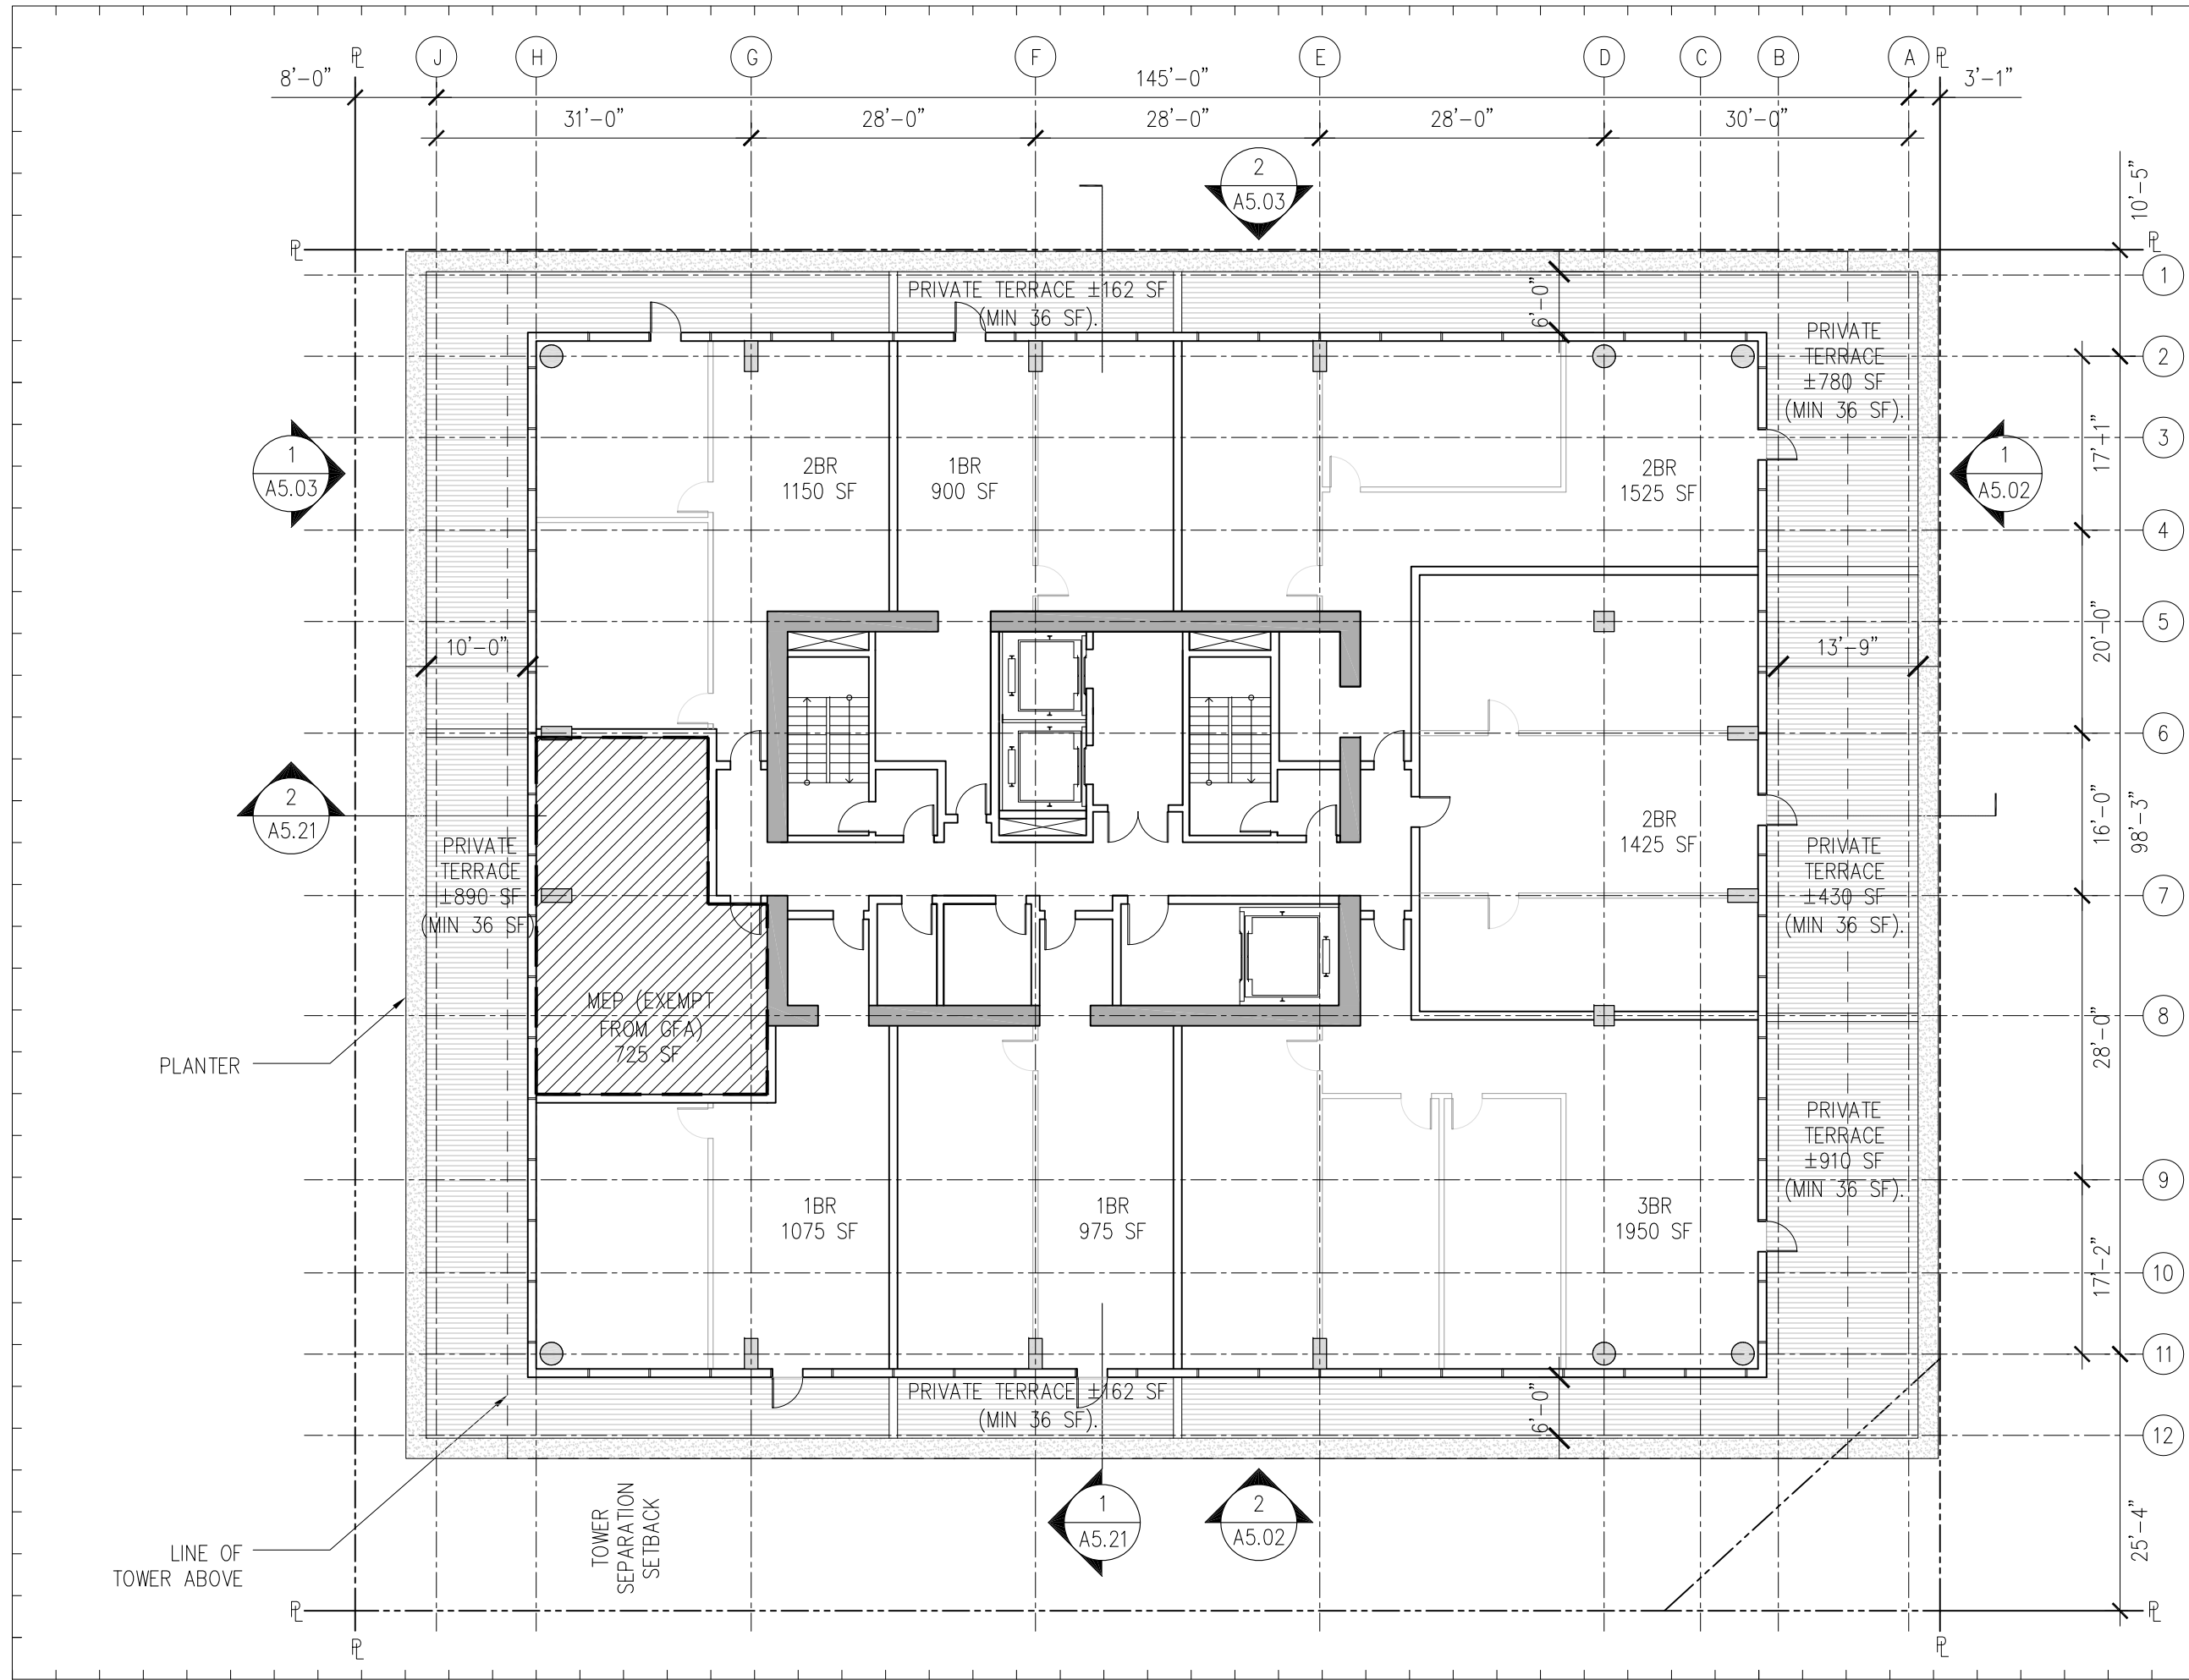 ℄
J
H
G
F
E
D
C
B
A
℄
8'-0"
145'-0"
3'-1"
31'-0"
28'-0"
28'-0"
28'-0"
30'-0"
2
A5.03
10'-5"
℄
℄
1
PRIVATE TERRACE ±162 SF
(MIN 36 SF).
6'-0"
PRIVATE
TERRACE
±780 SF
(MIN 36 SF).
2
3
17'-1"
1
A5.03
2BR
1150 SF
1BR
900 SF
2BR
1525 SF
1
A5.02
4
5
10'-0"
13'-9"
20'-0"
6
2
A5.21
PRIVATE
TERRACE
±890 SF
(MIN 36 SF)
2BR
1425 SF
PRIVATE
TERRACE
±430 SF
(MIN 36 SF).
16'-0"
98'-3"
7
MEP (EXEMPT
FROM GFA)
725 SF
8
28'-0"
PLANTER
PRIVATE
TERRACE
±910 SF
(MIN 36 SF).
9
1BR
1075 SF
1BR
975 SF
3BR
1950 SF
17'-2"
10
11
PRIVATE TERRACE ±162 SF
(MIN 36 SF).
6'-0"
12
TOWER
SEPARATION
SETBACK
1
A5.21
2
A5.02
25'-4"
LINE OF
TOWER ABOVE
℄
℄
℄
℄